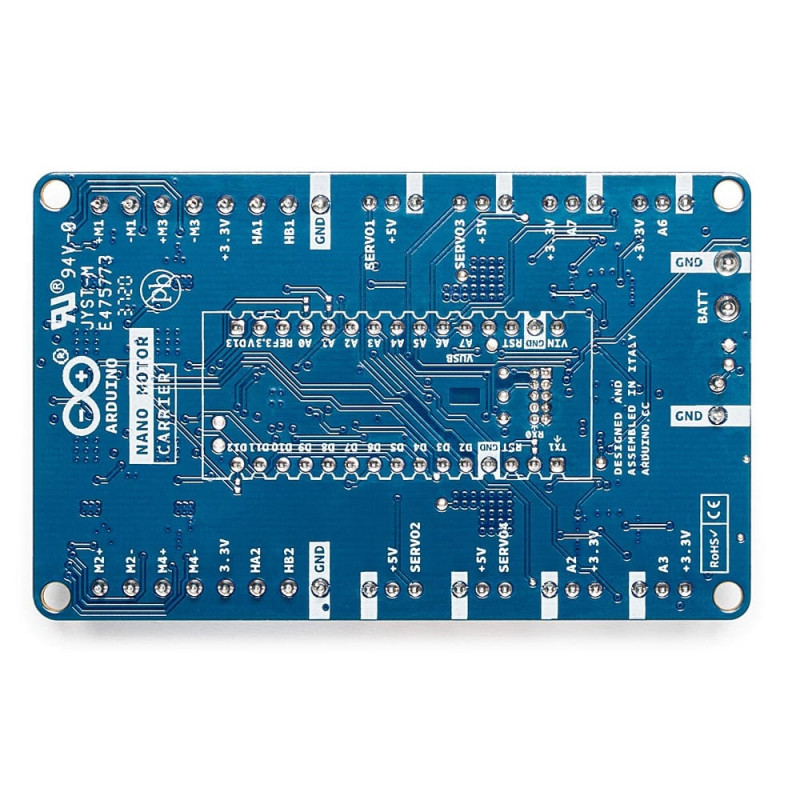 +M1
-M1
+M3
-M3
+3.3V
HA1
HB1
GND
SERVO1
+5V
SERVO3
+5V
+3.3V
A7
+3.3V
A6
GND
BATT
GND
94V-0
JYSTEM
E475773
3720
Pb
®
®
ARDUINO
NANO MOTOR
CARRIER
D13
3.3V
REF
A0
A1
A2
A3
A4
A5
A6
A7
VUSB
RST
GND
VIN
D12
D11
D10
D9
D8
D7
D6
D5
D4
D3
D2
GND
RST
RX0
TX1
DESIGNED AND
ASSEMBLED IN ITALY
ARDUINO.CC
RoHS
CE
M2+
M2-
M4+
M4-
3.3V
HA2
HB2
GND
+5V
SERVO2
+5V
SERVO4
A2
+3.3V
A3
+3.3V